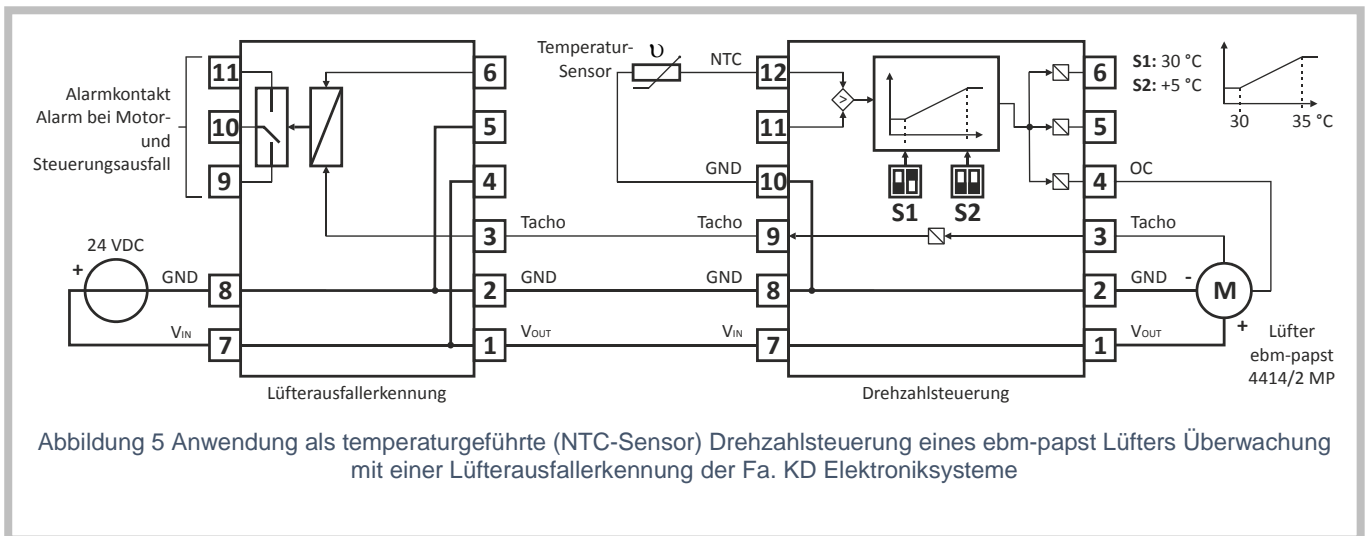 Alarmkontakt
Alarm bei Motor-
und
Steuerungsausfall
11
10
9
6
5
4
3
Tacho
24 VDC
+
GND
8
2
GND
VIN
7
1
VOUT
Lüfterausfallerkennung
Temperatur-
Sensor
υ
NTC
12
11
GND
10
>
S1
S2
Tacho
9
GND
8
VIN
7
6
5
4
OC
3
Tacho
2
GND
-
1
VOUT
M
+
Drehzahlsteuerung
S1: 30 °C
S2: +5 °C
30
35 °C
Lüfter
ebm-papst
4414/2 MP
Abbildung 5 Anwendung als temperaturgeführte (NTC-Sensor) Drehzahlsteuerung eines ebm-papst Lüfters Überwachung
mit einer Lüfterausfallerkennung der Fa. KD Elektroniksysteme